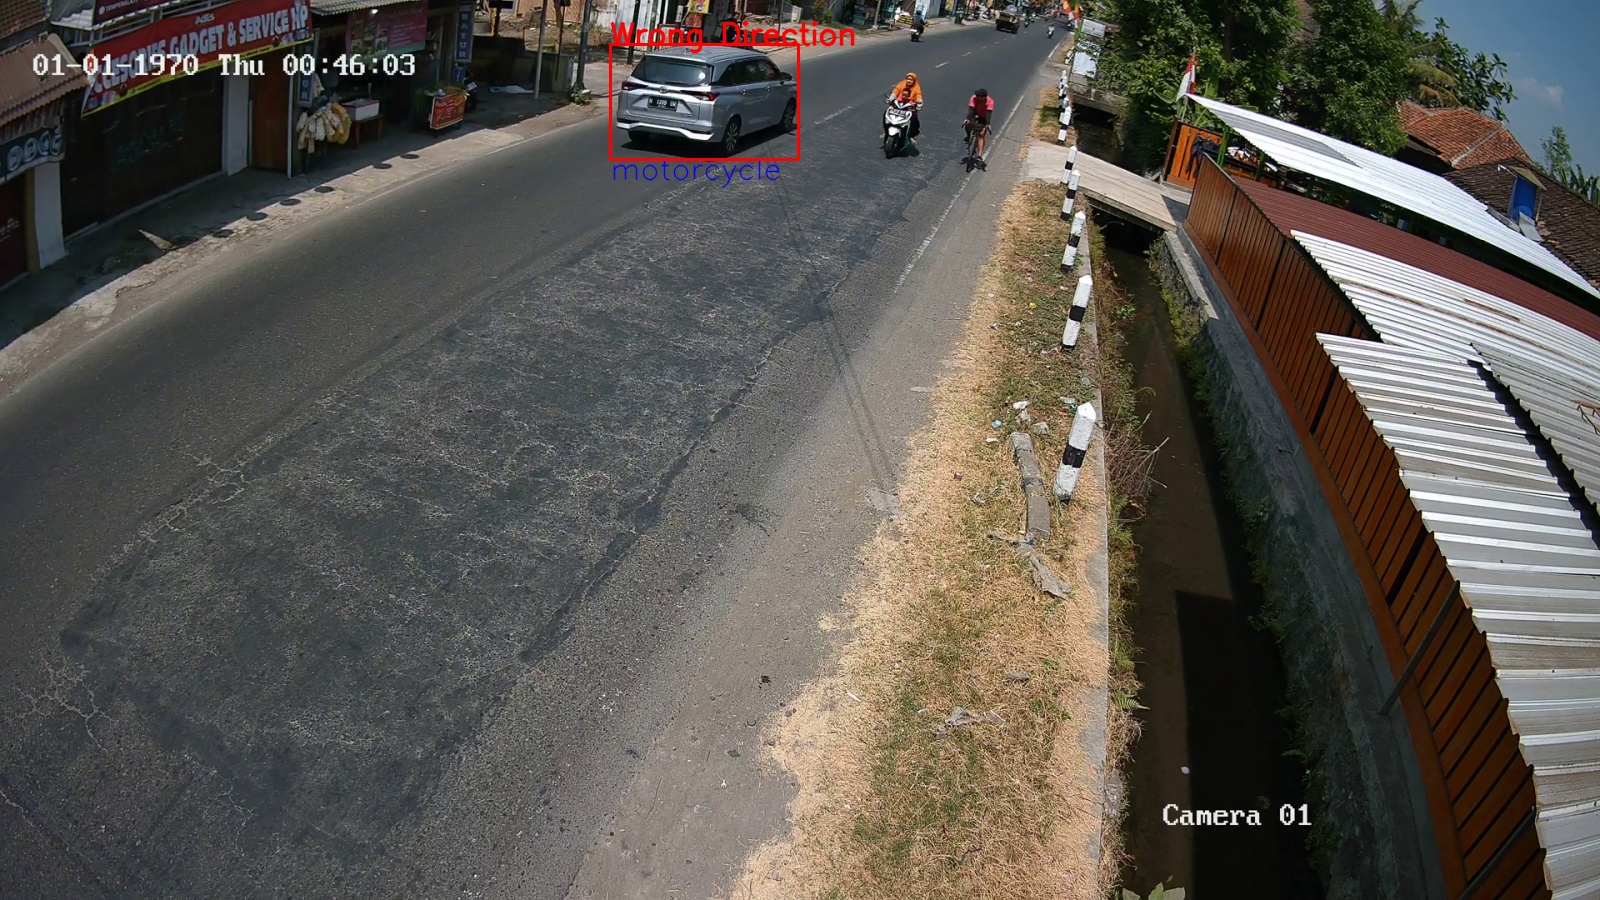 Wrong Direction
01-01-1970 Thu 00:46:03
GADGET & SERVICE HP
motorcycle
Camera 01